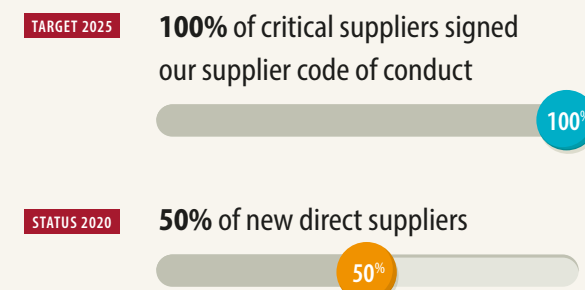 TARGET 2025
100% of critical suppliers signed
our supplier code of conduct
100%
STATUS 2020
50% of new direct suppliers
50%